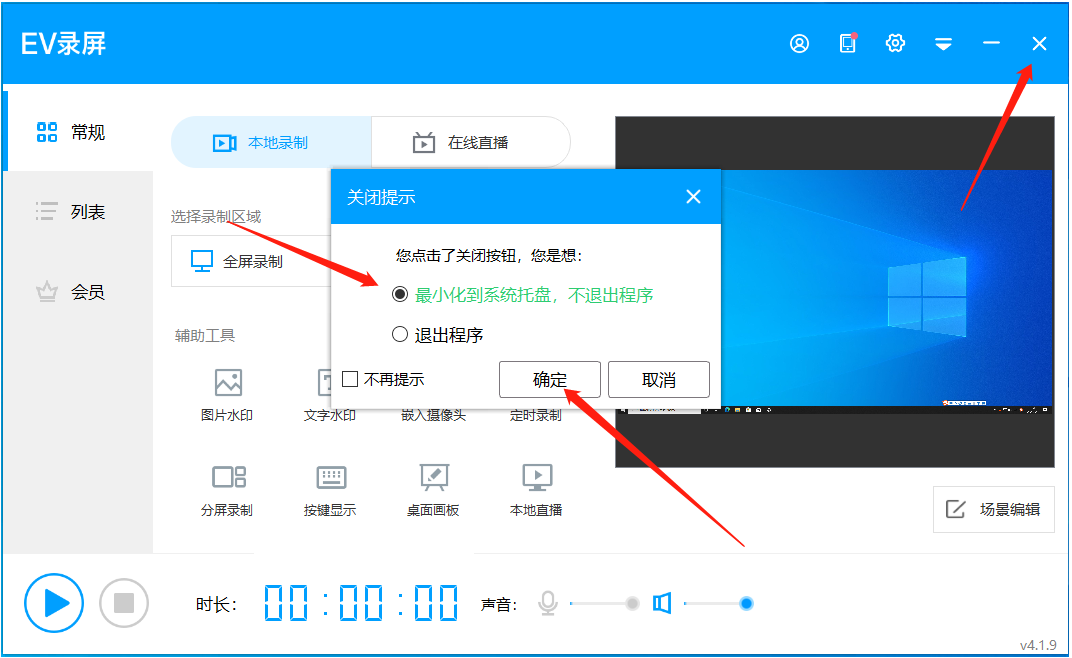 EV录屏
常规
列表
会员
本地录制
在线直播
选择录制区域
全屏录制
关闭提示
您点击了关闭按钮，您是想：
最小化到系统托盘，不退出程序
退出程序
不再提示
确定
取消
辅助工具
图片水印
文字水印
嵌入摄像头
定时录制
分屏录制
按键显示
桌面画板
本地直播
场景编辑
时长：
00:00:00
声音：
v4.1.9